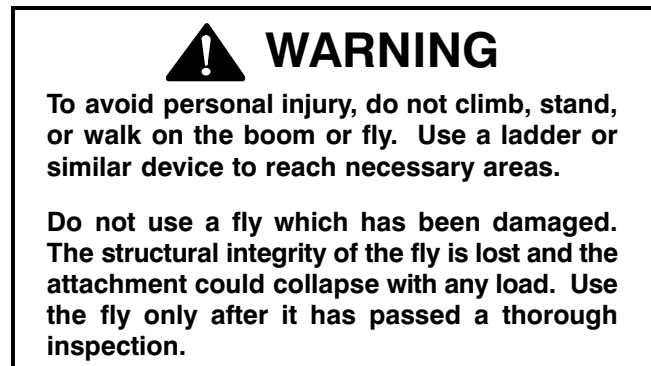 WARNING
To avoid personal injury, do not climb, stand,
or walk on the boom or fly. Use a ladder or
similar device to reach necessary areas.
Do not use a fly which has been damaged.
The structural integrity of the fly is lost and the
attachment could collapse with any load. Use
the fly only after it has passed a thorough
inspection.